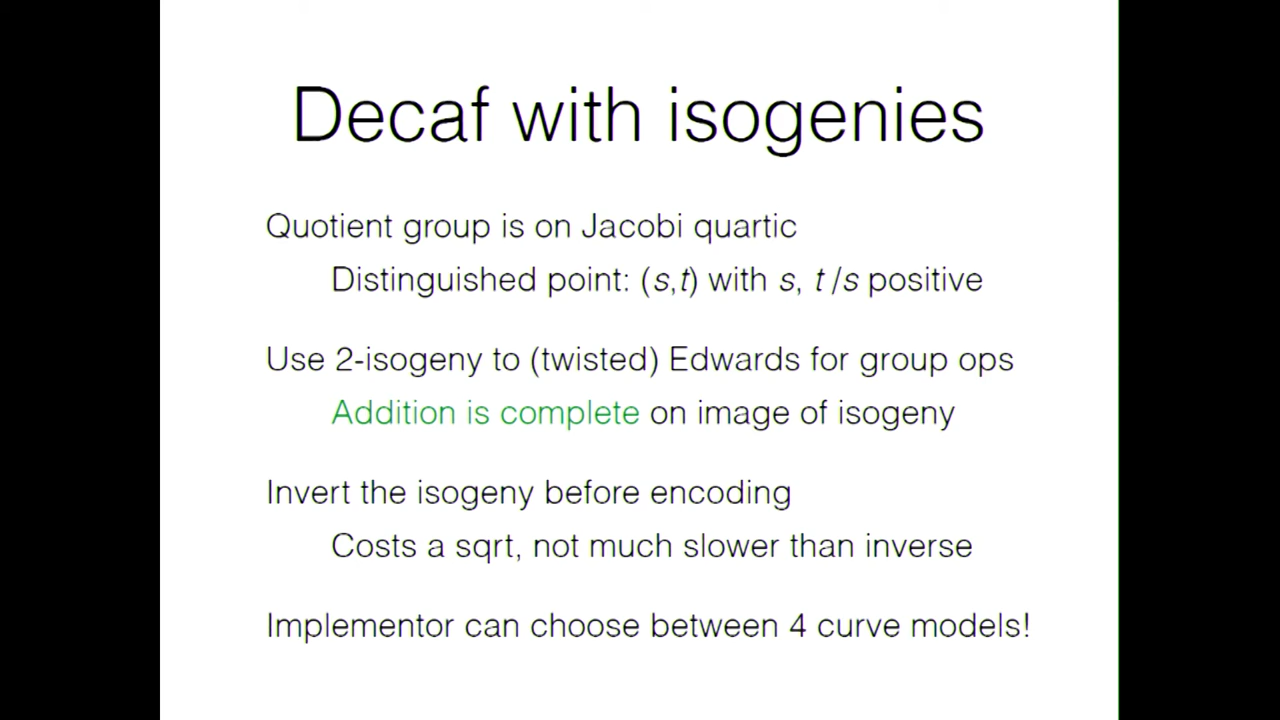 Decaf with isogenies
Quotient group is on Jacobi quartic
Distinguished point: (s,t) with s, t/s positive
Use 2-isogeny to (twisted) Edwards for group ops
Addition is complete on image of isogeny
Invert the isogeny before encoding
Costs a sqrt, not much slower than inverse
Implementor can choose between 4 curve models!